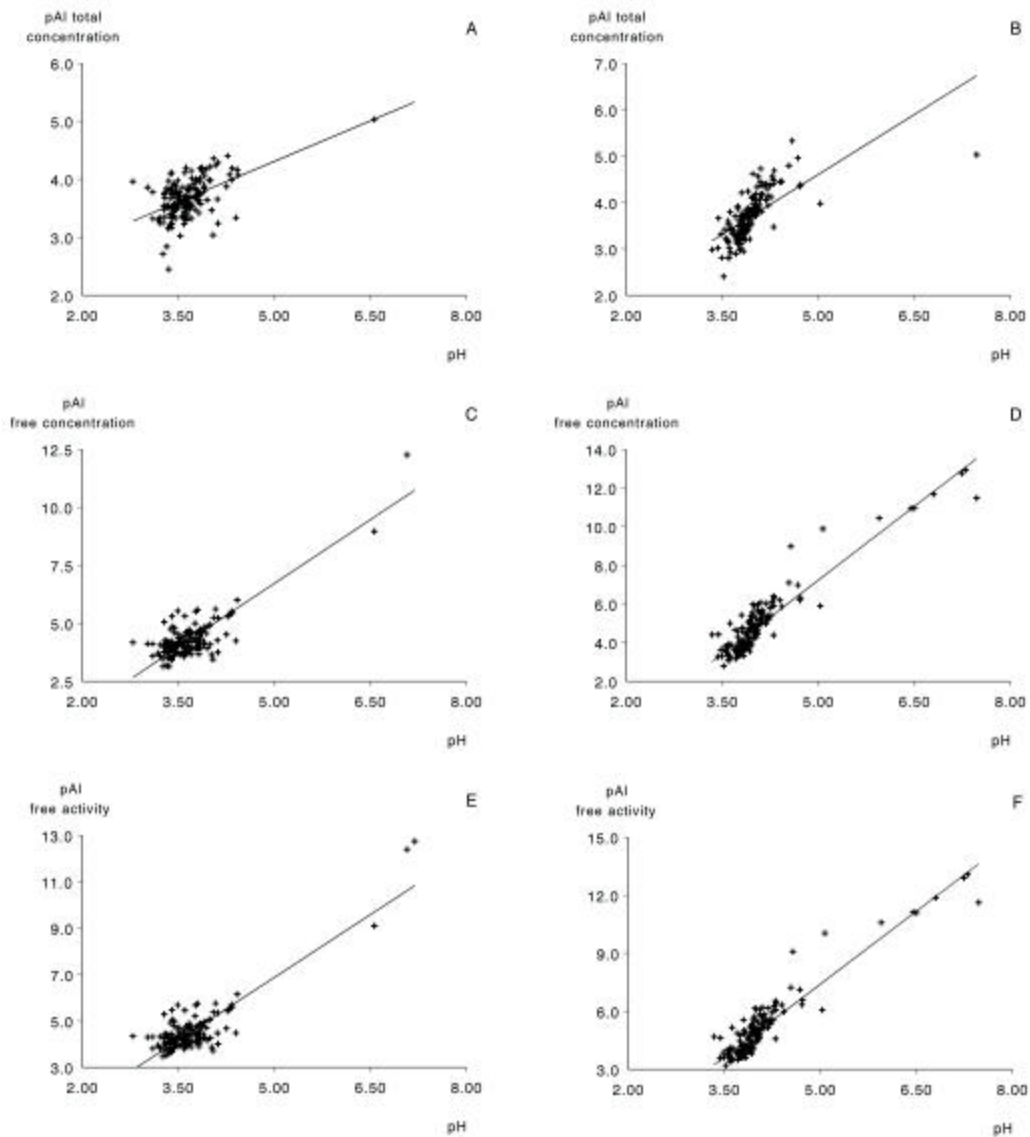 pAl total
concentration
A
6.0
5.0
4.0
3.0
2.0
2.00 3.50 5.00 6.50 8.00
pH
pAl total
concentration
B
7.0
6.0
5.0
4.0
3.0
2.0
2.00 3.50 5.00 6.50 8.00
pH
pAl
free concentration
C
12.5
10.0
7.5
5.0
2.5
2.00 3.50 5.00 6.50 8.00
pH
pAl
free concentration
D
14.0
12.0
10.0
8.0
6.0
4.0
2.0
2.00 3.50 5.00 6.50 8.00
pH
pAl
free activity
E
13.0
11.0
9.0
7.0
5.0
3.0
2.00 3.50 5.00 6.50 8.00
pH
pAl
free activity
F
15.0
12.0
9.0
6.0
3.0
2.00 3.50 5.00 6.50 8.00
pH